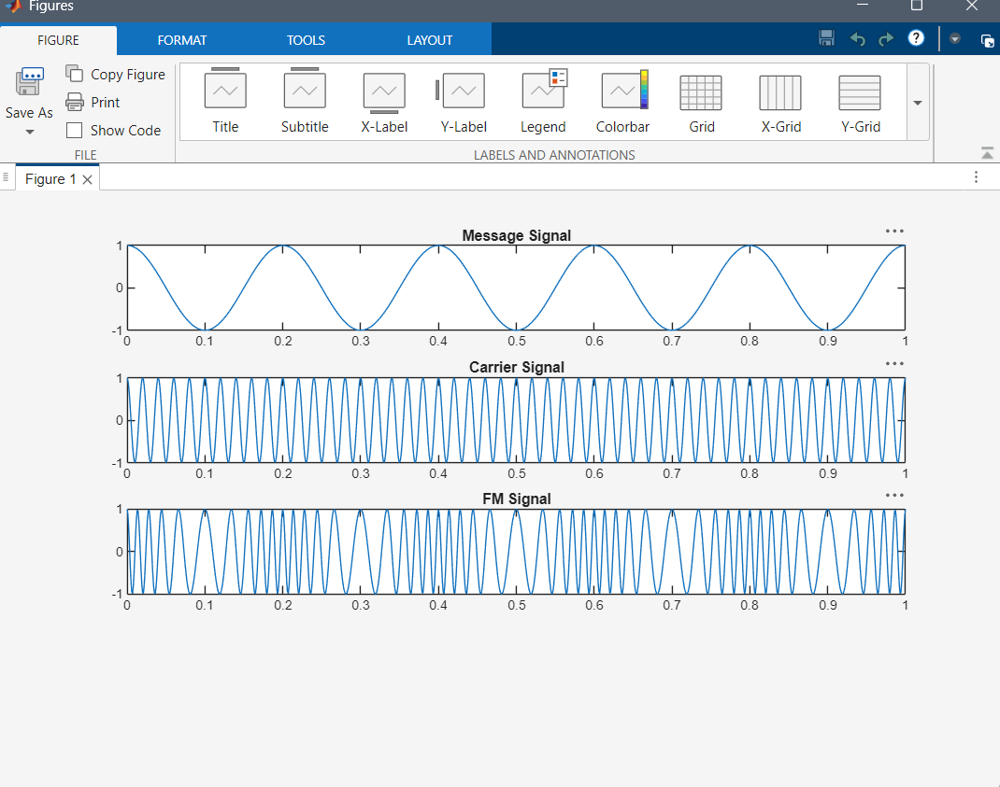 Figures
FIGURE FORMAT TOOLS LAYOUT
Save As
Copy Figure
Print
Show Code
FILE
Title Subtitle X-Label Y-Label Legend Colorbar Grid X-Grid Y-Grid
LABELS AND ANNOTATIONS
Figure 1
Message Signal
1
0
-1
0 0.1 0.2 0.3 0.4 0.5 0.6 0.7 0.8 0.9 1
Carrier Signal
1
0
-1
0 0.1 0.2 0.3 0.4 0.5 0.6 0.7 0.8 0.9 1
FM Signal
1
0
-1
0 0.1 0.2 0.3 0.4 0.5 0.6 0.7 0.8 0.9 1